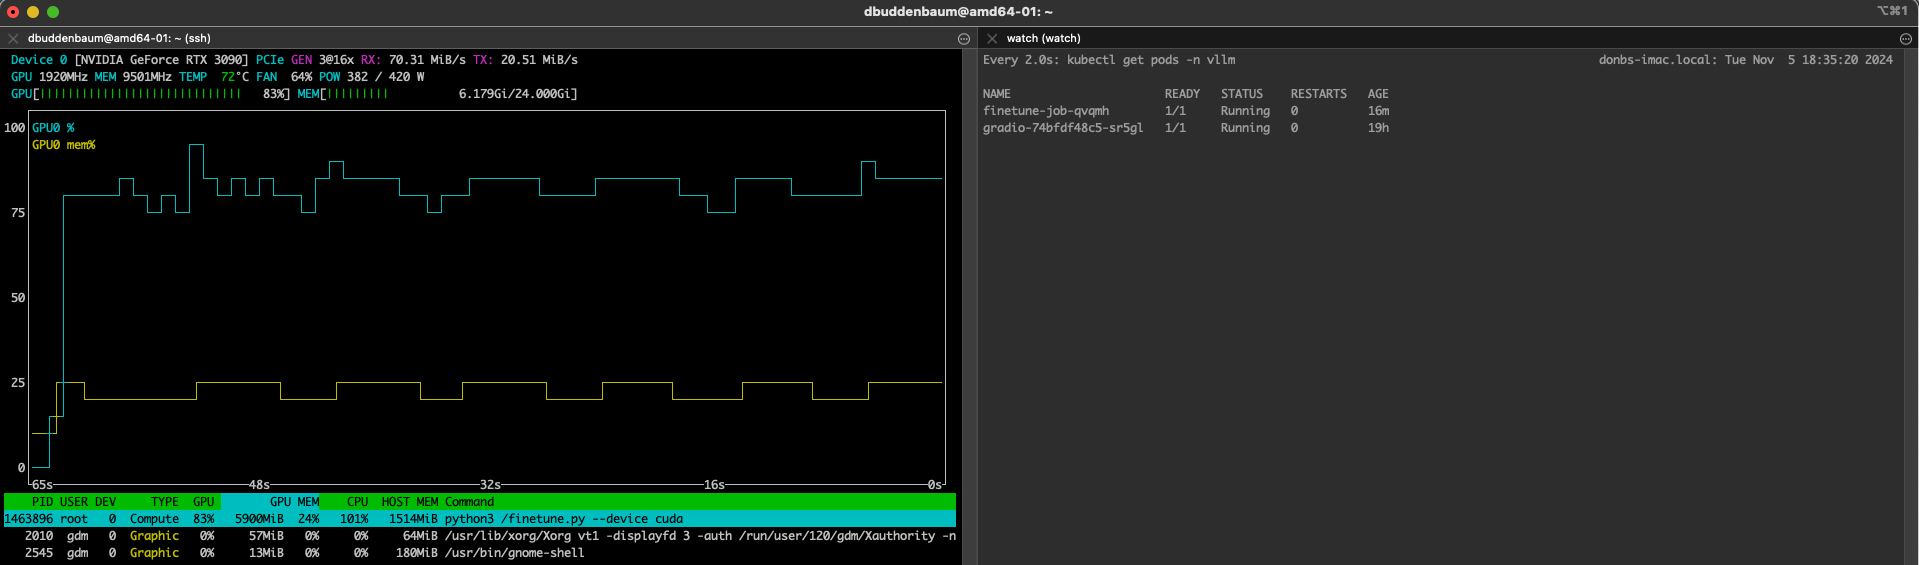 dbuddenbaum@amd64-01: ~
⌥⌘1
dbuddenbaum@amd64-01: ~ (ssh)
Device 0 [NVIDIA GeForce RTX 3090] PCIe GEN 3@16x RX: 70.31 MiB/s TX: 20.51 MiB/s
GPU 1920MHz MEM 9501MHz TEMP 72°C FAN 64% POW 382 / 420 W
GPU[||||||||||||||||||||||||||||| 83%] MEM[||||||||| 6.179Gi/24.000Gi]
GPU0 %
GPU0 mem%
100
75
50
25
0
65s 48s 32s 16s 0s
PID USER DEV TYPE GPU GPU MEM CPU HOST MEM Command
1463896 root 0 Compute 83% 5900MiB 24% 101% 1514MiB python3 /finetune.py --device cuda
2010 gdm 0 Graphic 0% 57MiB 0% 0% 64MiB /usr/lib/xorg/Xorg vt1 -displayfd 3 -auth /run/user/120/gdm/Xauthority -n
2545 gdm 0 Graphic 0% 13MiB 0% 0% 180MiB /usr/bin/gnome-shell
watch (watch)
Every 2.0s: kubectl get pods -n vllm donbs-imac.local: Tue Nov 5 18:35:20 2024
NAME READY STATUS RESTARTS AGE
finetune-job-qvqmh 1/1 Running 0 16m
gradio-74bfdf48c5-sr5gl 1/1 Running 0 19h